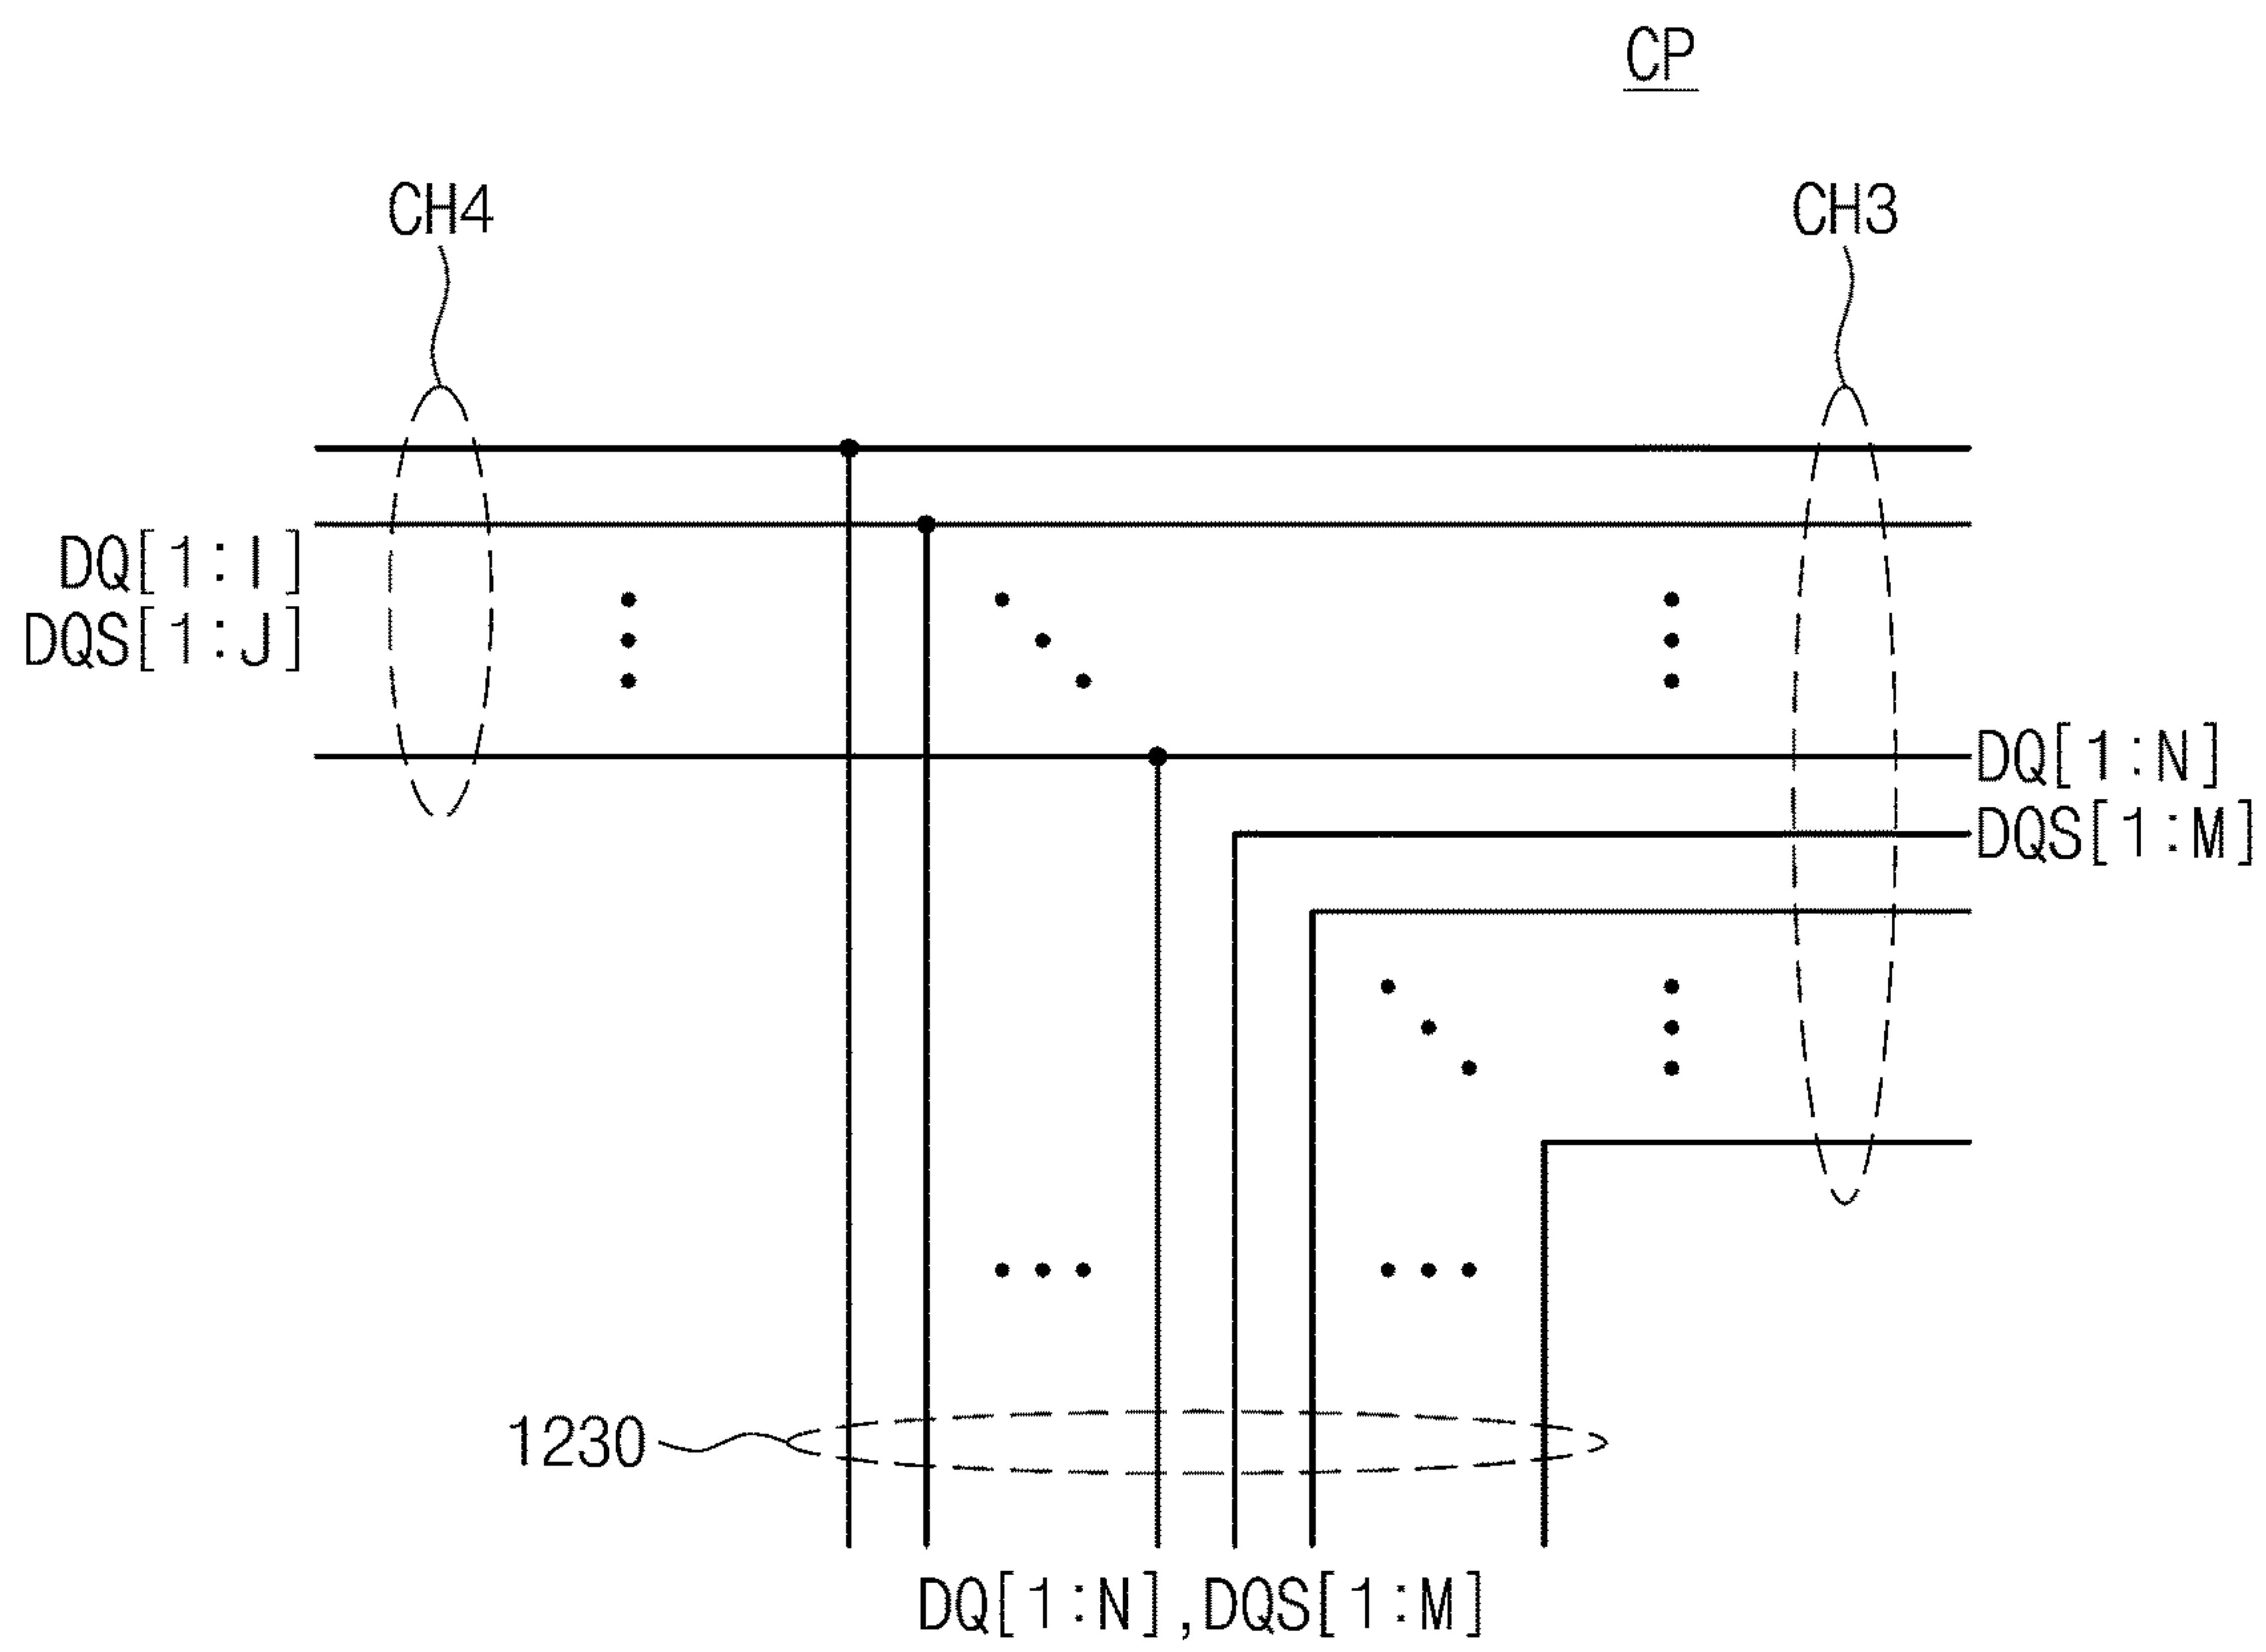 CP
CH4
CH3
DQ[1:I]
DQS[1:J]
DQ[1:N]
DQS[1:M]
1230
DQ[1:N],DQS[1:M]